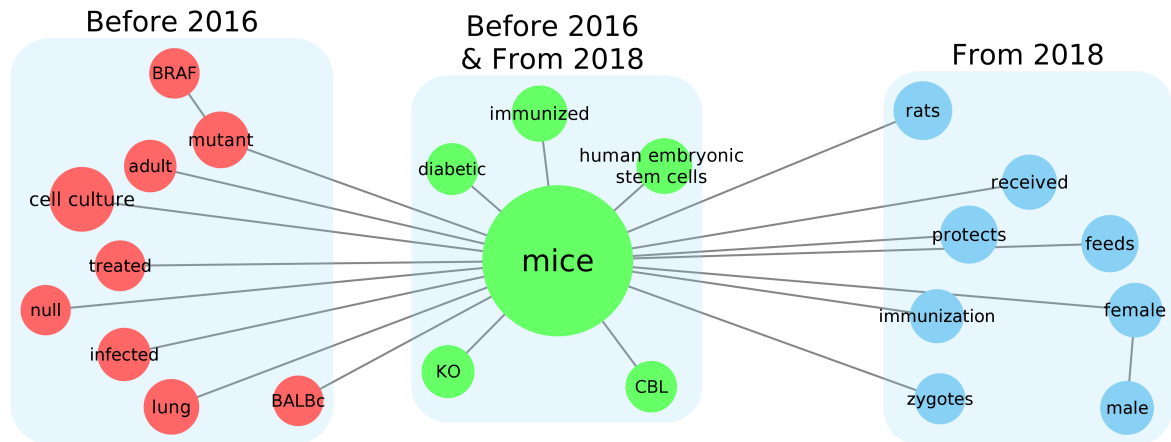 Before 2016
BRAF
mutant
adult
cell culture
treated
null
infected
lung
BALBc
Before 2016
& From 2018
immunized
diabetic
human embryonic
stem cells
mice
KO
CBL
From 2018
rats
received
protects
feeds
female
immunization
zygotes
male